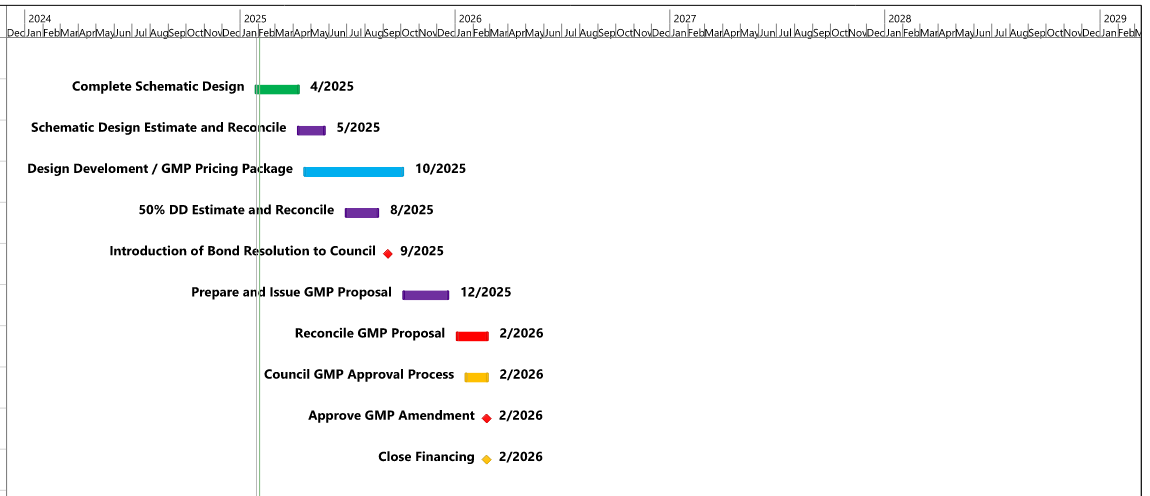 2024 2025 2026 2027 2028 2029
Dec Jan Feb Mar Apr May Jun Jul Aug Sep Oct Nov Dec Jan Feb Mar Apr May Jun Jul Aug Sep Oct Nov Dec Jan Feb Mar Apr May Jun Jul Aug Sep Oct Nov Dec Jan Feb Mar Apr May Jun Jul Aug Sep Oct Nov Dec Jan Feb Mar Apr May Jun Jul Aug Sep Oct Nov Dec Jan Feb M
Complete Schematic Design 4/2025
Schematic Design Estimate and Reconcile 5/2025
Design Develoment / GMP Pricing Package 10/2025
50% DD Estimate and Reconcile 8/2025
Introduction of Bond Resolution to Council 9/2025
Prepare and Issue GMP Proposal 12/2025
Reconcile GMP Proposal 2/2026
Council GMP Approval Process 2/2026
Approve GMP Amendment 2/2026
Close Financing 2/2026